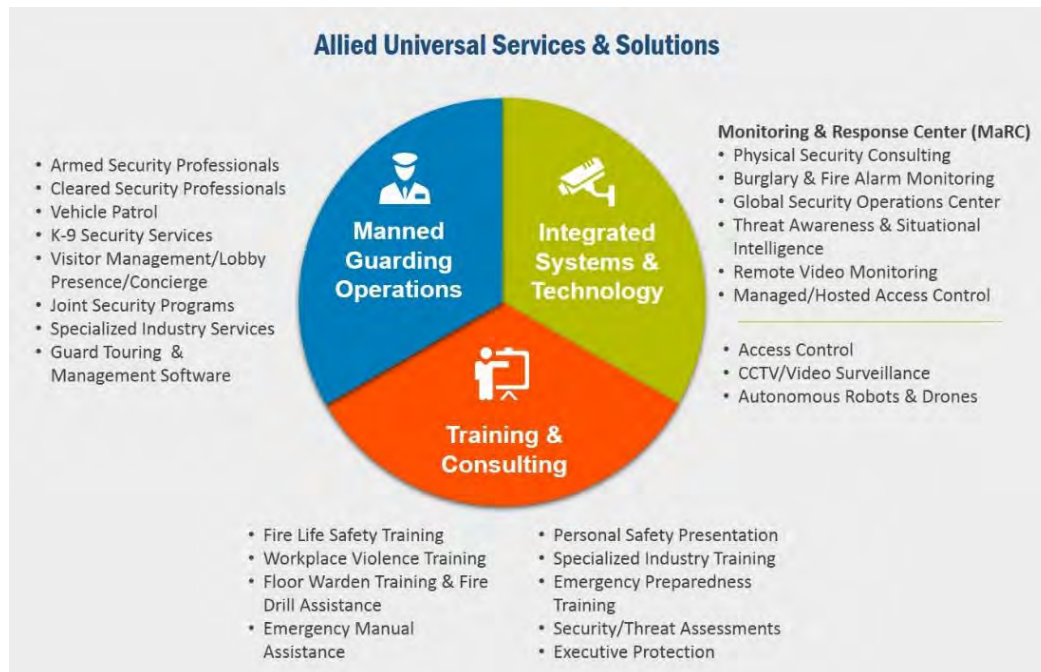 Allied Universal Services & Solutions
• Armed Security Professionals
• Cleared Security Professionals
• Vehicle Patrol
• K-9 Security Services
• Visitor Management/Lobby
Presence/Concierge
• Joint Security Programs
• Specialized Industry Services
• Guard Touring &
Management Software
Manned
Guarding
Operations
Integrated
Systems &
Technology
Training &
Consulting
Monitoring & Response Center (MaRC)
• Physical Security Consulting
• Burglary & Fire Alarm Monitoring
• Global Security Operations Center
• Threat Awareness & Situational
Intelligence
• Remote Video Monitoring
• Managed/Hosted Access Control
• Access Control
• CCTV/Video Surveillance
• Autonomous Robots & Drones
• Fire Life Safety Training
• Workplace Violence Training
• Floor Warden Training & Fire
Drill Assistance
• Emergency Manual
Assistance
• Personal Safety Presentation
• Specialized Industry Training
• Emergency Preparedness
Training
• Security/Threat Assessments
• Executive Protection